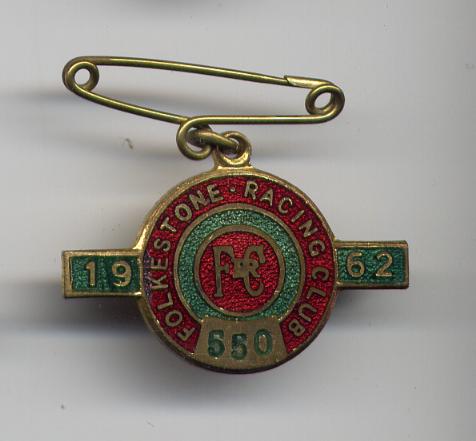 FOLKESTONE · RACING CLUB
19 62
FRC
550